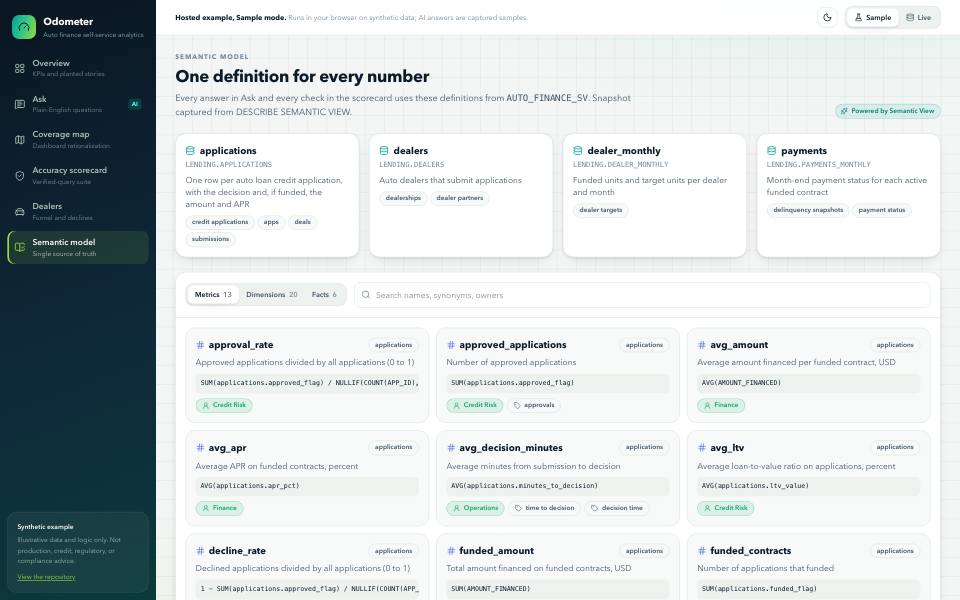 Odometer
Auto finance self-service analytics
Overview
KPIs and planted stories
Ask
Plain-English questions
AI
Coverage map
Dashboard rationalization
Accuracy scorecard
Verified-query suite
Dealers
Funnel and declines
Semantic model
Single source of truth
Synthetic example
Illustrative data and logic only. Not
production, credit, regulatory, or
compliance advice.
View the repository
Hosted example, Sample mode. Runs in your browser on synthetic data; AI answers are captured samples.
Sample
Live
SEMANTIC MODEL
One definition for every number
Every answer in Ask and every check in the scorecard uses these definitions from AUTO_FINANCE_SV. Snapshot
captured from DESCRIBE SEMANTIC VIEW.
Powered by Semantic View
applications
LENDING.APPLICATIONS
One row per auto loan credit application,
with the decision and, if funded, the
amount and APR
credit applications
apps
deals
submissions
dealers
LENDING.DEALERS
Auto dealers that submit applications
dealerships
dealer partners
dealer_monthly
LENDING.DEALER_MONTHLY
Funded units and target units per dealer
and month
dealer targets
payments
LENDING.PAYMENTS_MONTHLY
Month-end payment status for each active
funded contract
delinquency snapshots
payment status
Metrics 13
Dimensions 20
Facts 6
Search names, synonyms, owners
approval_rate
applications
Approved applications divided by all applications (0 to 1)
SUM(applications.approved_flag) / NULLIF(COUNT(APP_ID),
Credit Risk
approved_applications
applications
Number of approved applications
SUM(applications.approved_flag)
Credit Risk
approvals
avg_amount
applications
Average amount financed per funded contract, USD
AVG(AMOUNT_FINANCED)
Finance
avg_apr
applications
Average APR on funded contracts, percent
AVG(applications.apr_pct)
Finance
avg_decision_minutes
applications
Average minutes from submission to decision
AVG(applications.minutes_to_decision)
Operations
time to decision
decision time
avg_ltv
applications
Average loan-to-value ratio on applications, percent
AVG(applications.ltv_value)
Credit Risk
decline_rate
applications
Declined applications divided by all applications (0 to 1)
1 − SUM(applications.approved_flag) / NULLIF(COUNT(APP_
funded_amount
applications
Total amount financed on funded contracts, USD
SUM(AMOUNT_FINANCED)
funded_contracts
applications
Number of applications that funded
SUM(applications.funded_flag)